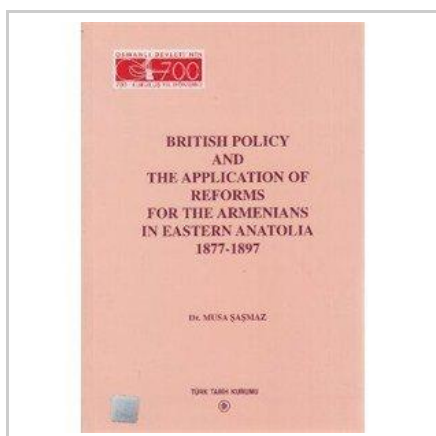 OSMANLI DEVLETİ'NİN
700
BRITISH POLICY
AND
THE APPLICATION OF
REFORMS
FOR THE ARMENIANS
IN EASTERN ANATOLIA
1877-1897
Dr. MUSA ŞAŞMAZ
TÜRK TARİH KURUMU